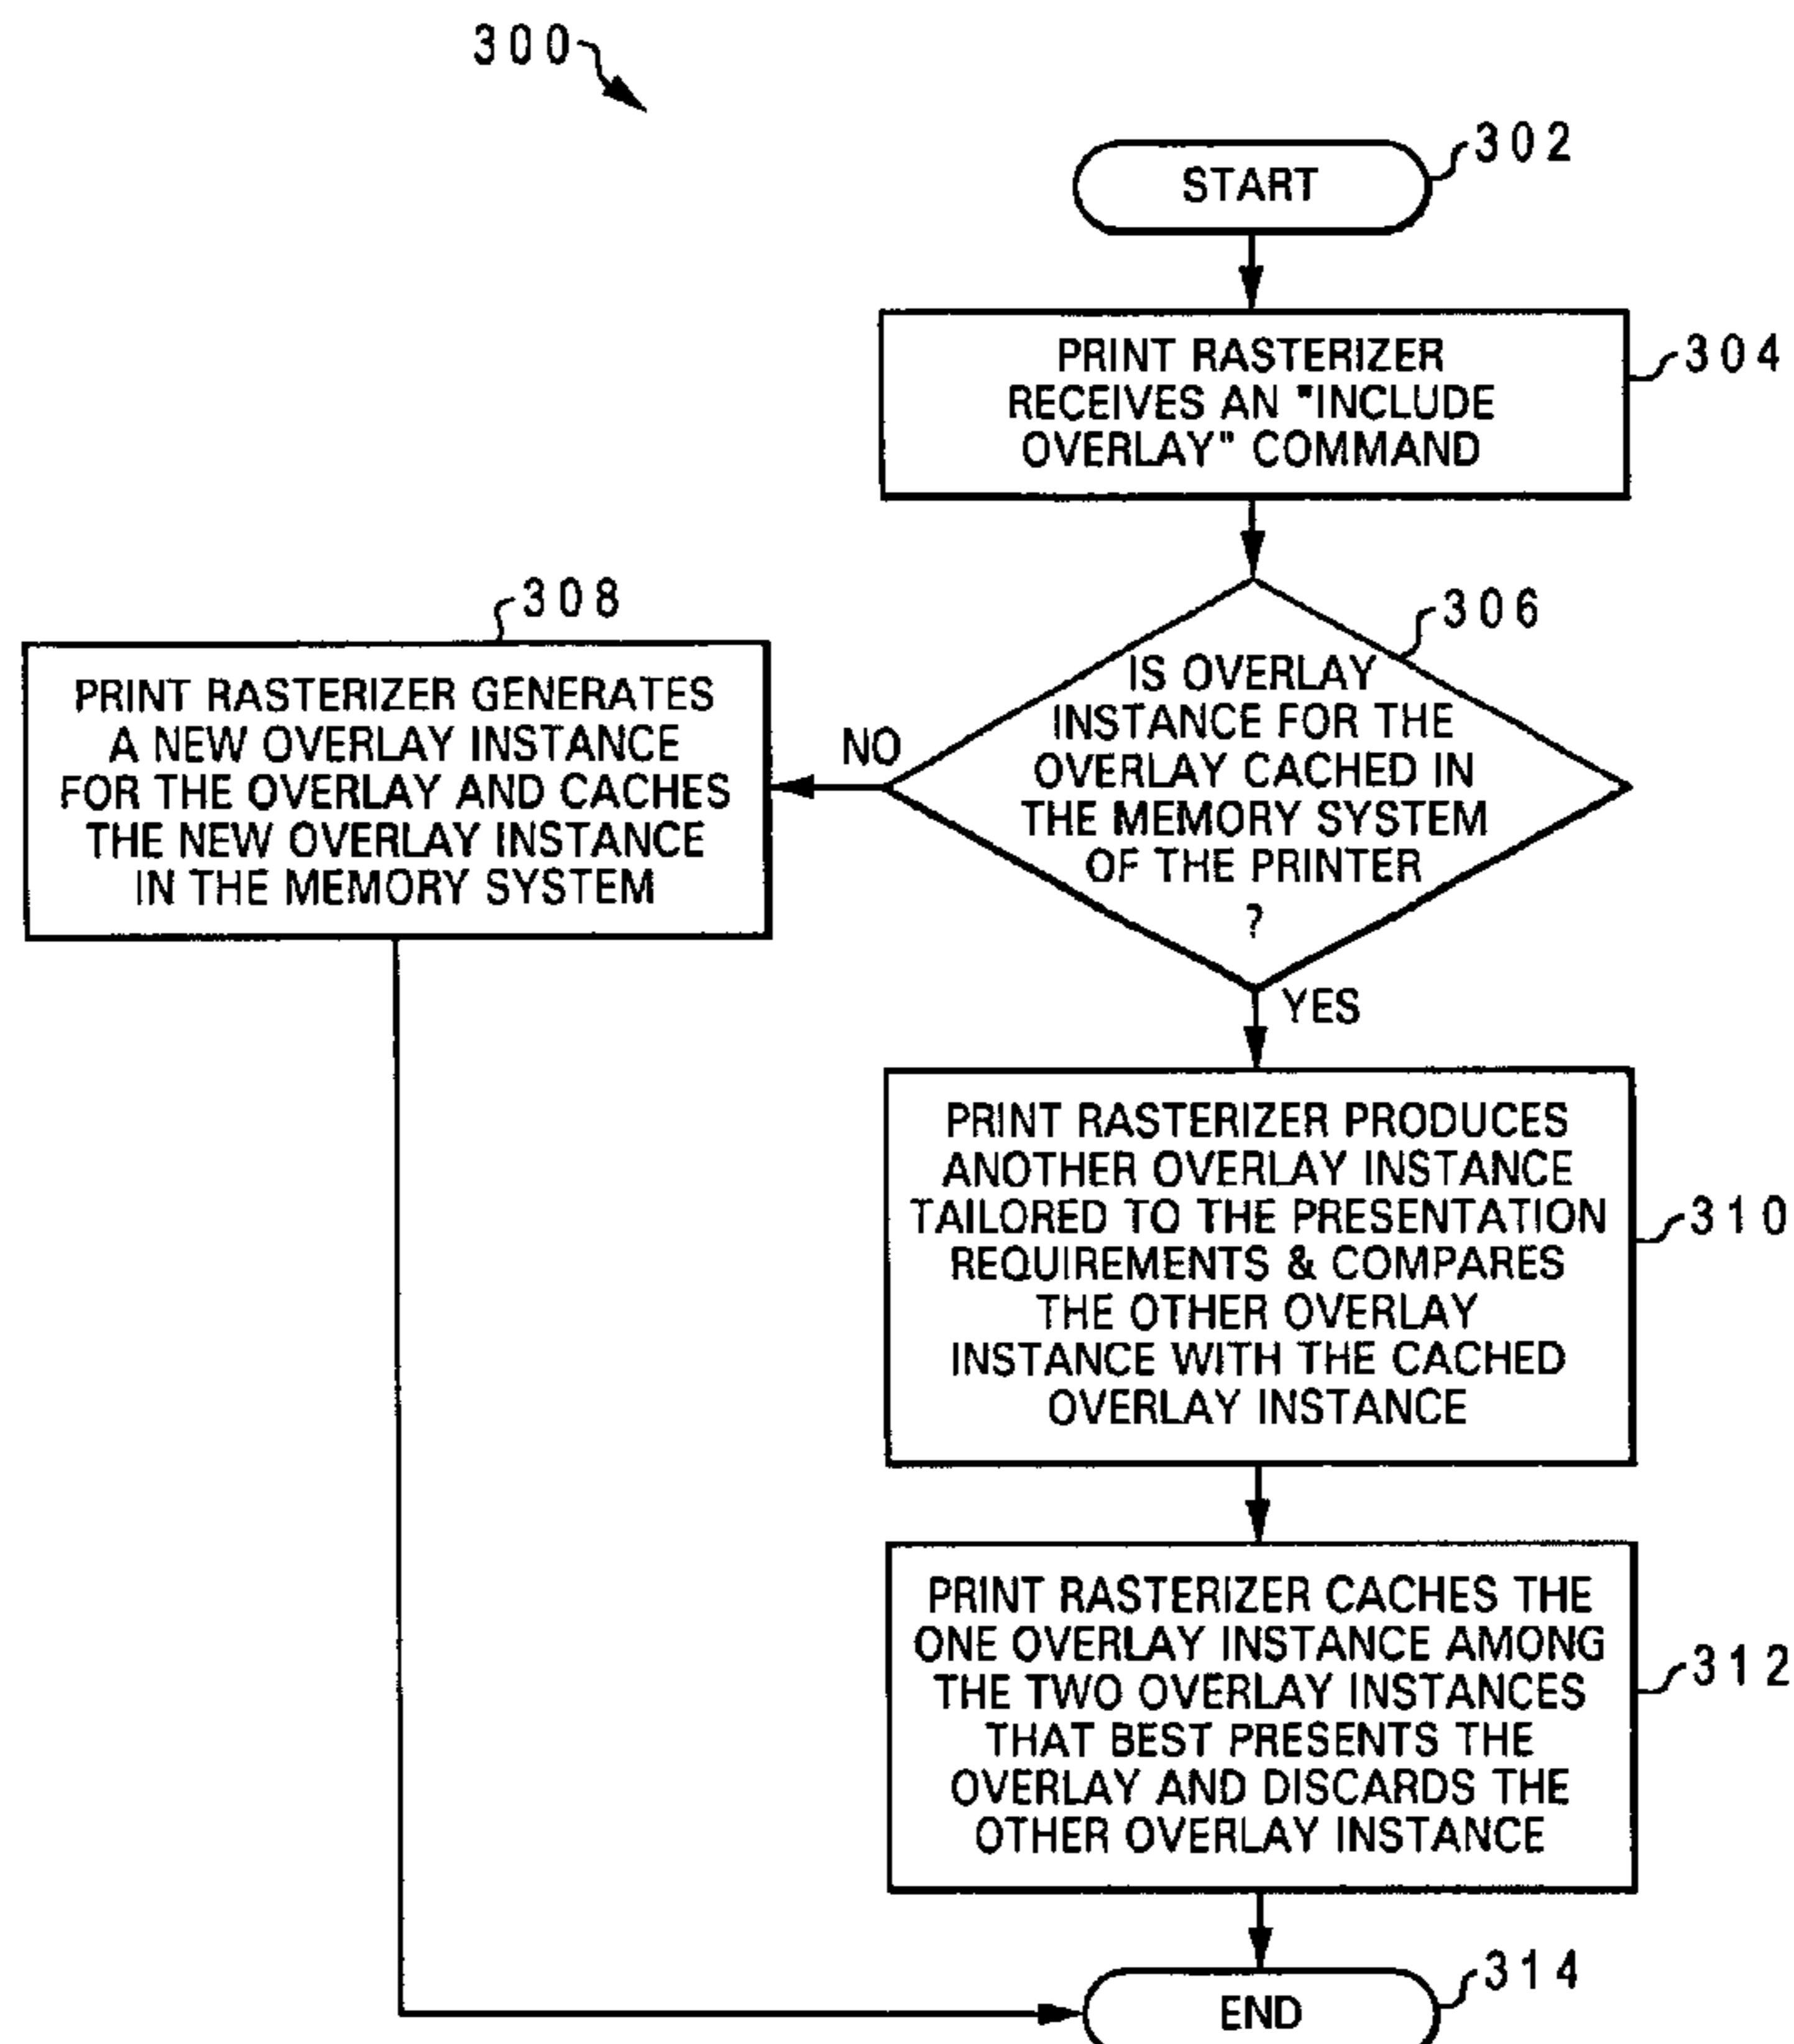 300
302
START
304
PRINT RASTERIZER
RECEIVES AN "INCLUDE
OVERLAY" COMMAND
306
IS OVERLAY
INSTANCE FOR THE
OVERLAY CACHED IN
THE MEMORY SYSTEM
OF THE PRINTER
?
NO
308
PRINT RASTERIZER GENERATES
A NEW OVERLAY INSTANCE
FOR THE OVERLAY AND CACHES
THE NEW OVERLAY INSTANCE
IN THE MEMORY SYSTEM
YES
PRINT RASTERIZER PRODUCES
ANOTHER OVERLAY INSTANCE
TAILORED TO THE PRESENTATION
REQUIREMENTS & COMPARES
THE OTHER OVERLAY
INSTANCE WITH THE CACHED
OVERLAY INSTANCE
310
PRINT RASTERIZER CACHES THE
ONE OVERLAY INSTANCE AMONG
THE TWO OVERLAY INSTANCES
THAT BEST PRESENTS THE
OVERLAY AND DISCARDS THE
OTHER OVERLAY INSTANCE
312
314
END